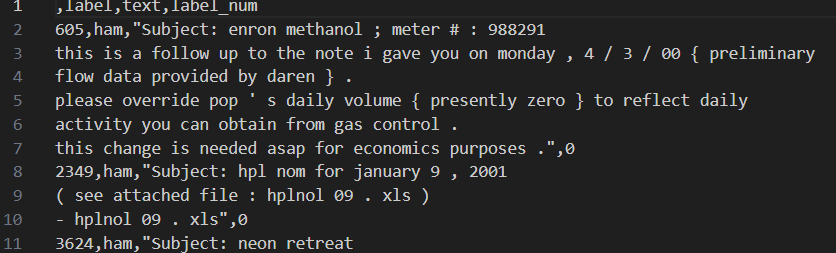 1 ,label,text,label_num
2 605,ham,"Subject: enron methanol ; meter # : 988291
3 this is a follow up to the note i gave you on monday , 4 / 3 / 00 { preliminary
4 flow data provided by daren } .
5 please override pop ' s daily volume { presently zero } to reflect daily
6 activity you can obtain from gas control .
7 this change is needed asap for economics purposes .",0
8 2349,ham,"Subject: hpl nom for january 9 , 2001
9 ( see attached file : hplnol 09 . xls )
10 - hplnol 09 . xls",0
11 3624,ham,"Subject: neon retreat